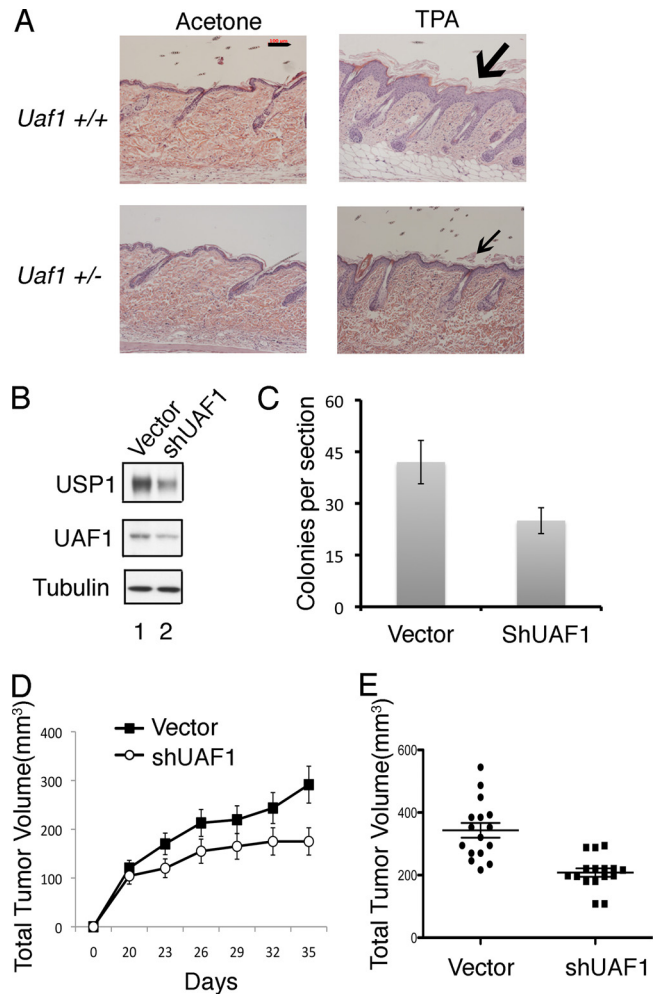 A
Acetone
TPA
100 µm
Uaf1 +/+
Uaf1 +/-
B
Vector
shUAF1
USP1
UAF1
Tubulin
1 2
C
Colonies per section
60
45
30
15
0
Vector
ShUAF1
D
Total Tumor Volume(mm³)
400
300
200
100
0
Vector
shUAF1
0 20 23 26 29 32 35
Days
E
Total Tumor Volume(mm³)
600
400
200
0
Vector
shUAF1